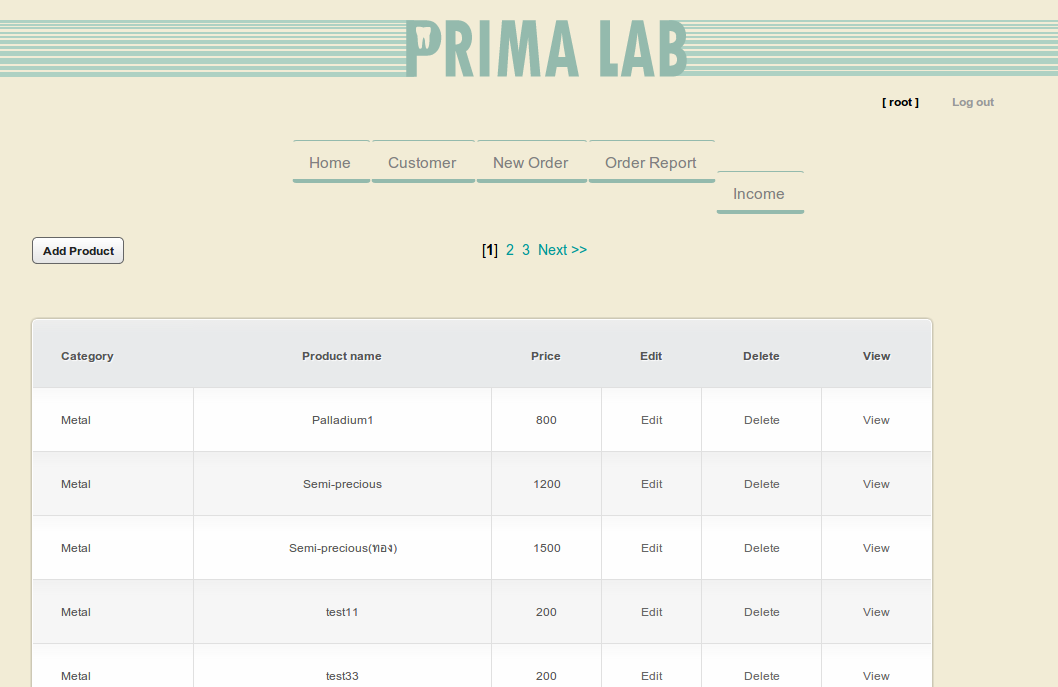 PRIMA LAB
[ root ] Log out
Home Customer New Order Order Report
Income
Add Product [1] 2 3 Next >>
Category Product name Price Edit Delete View
Metal Palladium1 800 Edit Delete View
Metal Semi-precious 1200 Edit Delete View
Metal Semi-precious(ทอง) 1500 Edit Delete View
Metal test11 200 Edit Delete View
Metal test33 200 Edit Delete View